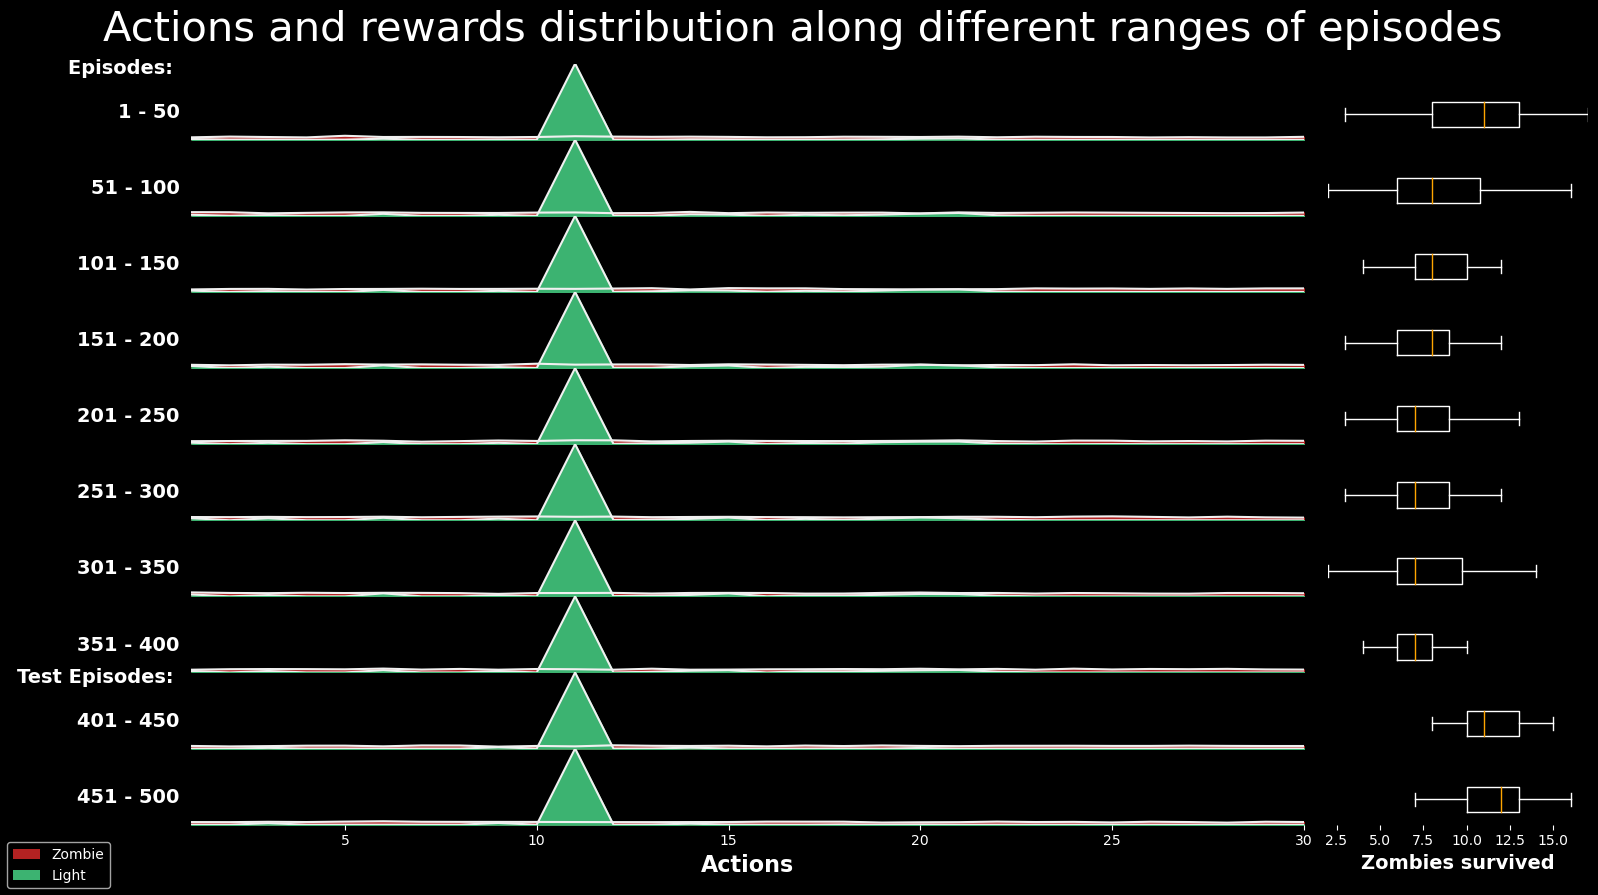 Actions and rewards distribution along different ranges of episodes
Episodes:
1 - 50
51 - 100
101 - 150
151 - 200
201 - 250
251 - 300
301 - 350
351 - 400
Test Episodes:
401 - 450
451 - 500
5 10 15 20 25 30
2.5 5.0 7.5 10.0 12.5 15.0
Actions
Zombies survived
Zombie
Light